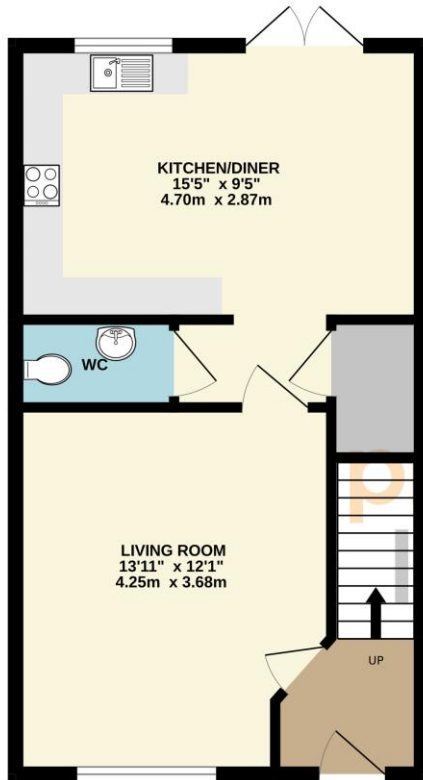 KITCHEN/DINER
15'5" x 9'5"
4.70m x 2.87m
WC
LIVING ROOM
13'11" x 12'1"
4.25m x 3.68m
p
UP